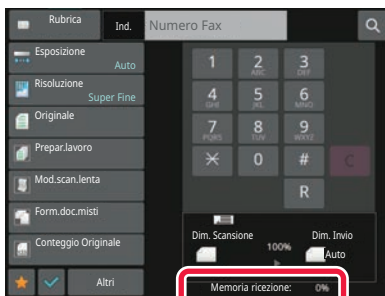 Rubrica
Ind.
Numero Fax
Esposizione
Auto
Risoluzione
Super Fine
Originale
Prepar.lavoro
Mod.scan.lenta
Form.doc.misti
Conteggio Originale
Altri
1
2
ABC
3
DEF
4
GHI
5
JKL
6
MNO
7
PQRS
8
TUV
9
WXYZ
0
#
C
R
Dim. Scansione
100%
Dim. Invio
Auto
Memoria ricezione: 0%